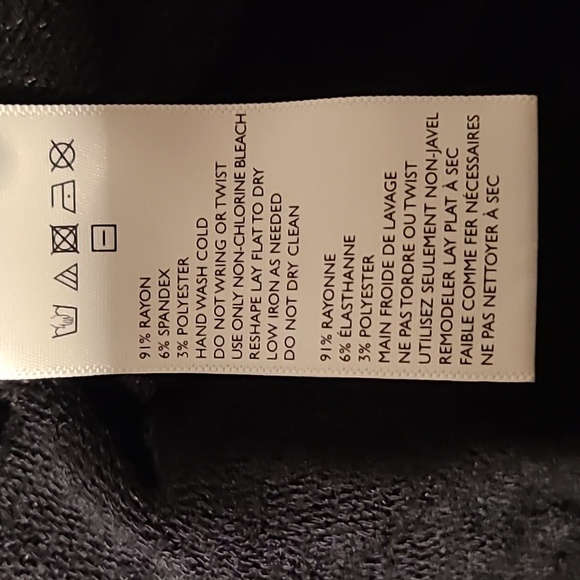 91% RAYON
6% SPANDEX
3% POLYESTER
HAND WASH COLD
DO NOT WRING OR TWIST
USE ONLY NON-CHLORINE BLEACH
RESHAPE LAY FLAT TO DRY
LOW IRON AS NEEDED
DO NOT DRY CLEAN
91% RAYONNE
6% ÉLASTHANNE
3% POLYESTER
MAIN FROIDE DE LAVAGE
NE PAS TORDRE OU TWIST
UTILISEZ SEULEMENT NON-JAVEL
REMODELER LAY PLAT À SEC
FAIBLE COMME FER NÉCESSAIRES
NE PAS NETTOYER À SEC